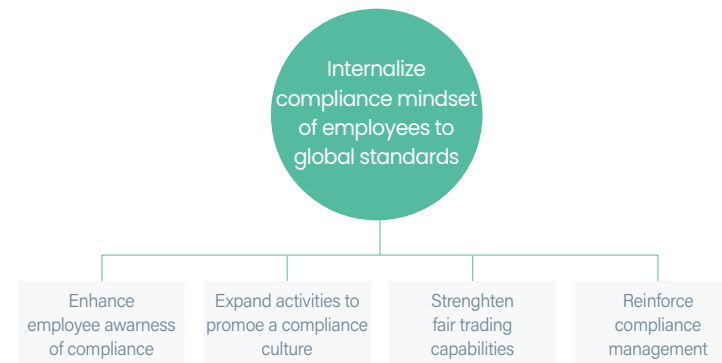 Internalize
compliance mindset
of employees to
global standards
Enhance
employee awarness
of compliance
Expand activities to
promoe a compliance
culture
Strenghten
fair trading
capabilities
Reinforce
compliance
management